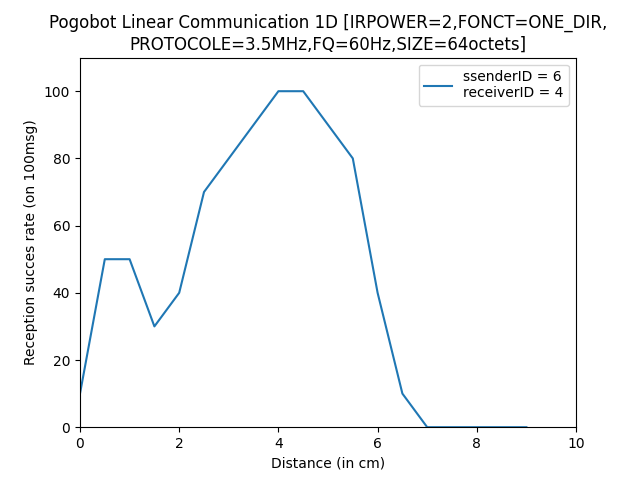 Pogobot Linear Communication 1D [IRPOWER=2,FONCT=ONE_DIR,
PROTOCOLE=3.5MHz,FQ=60Hz,SIZE=64octets]
ssenderID = 6
receiverID = 4
Reception succes rate (on 100msg)
100
80
60
40
20
0
0 2 4 6 8 10
Distance (in cm)